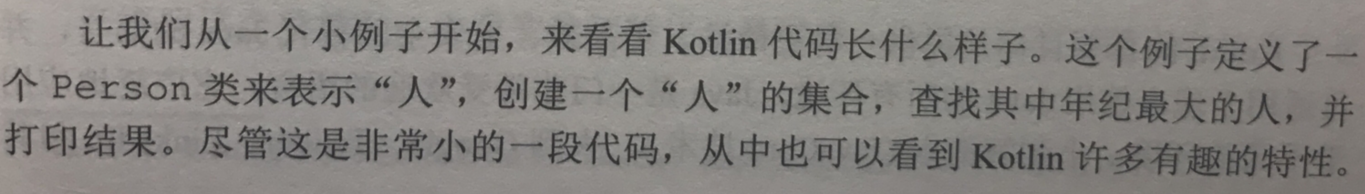 让我们从一个小例子开始，来看看 Kotlin 代码长什么样子。这个例子定义了一
个 Person 类来表示“人”，创建一个“人”的集合，查找其中年纪最大的人，并
打印结果。尽管这是非常小的一段代码，从中也可以看到 Kotlin 许多有趣的特性。